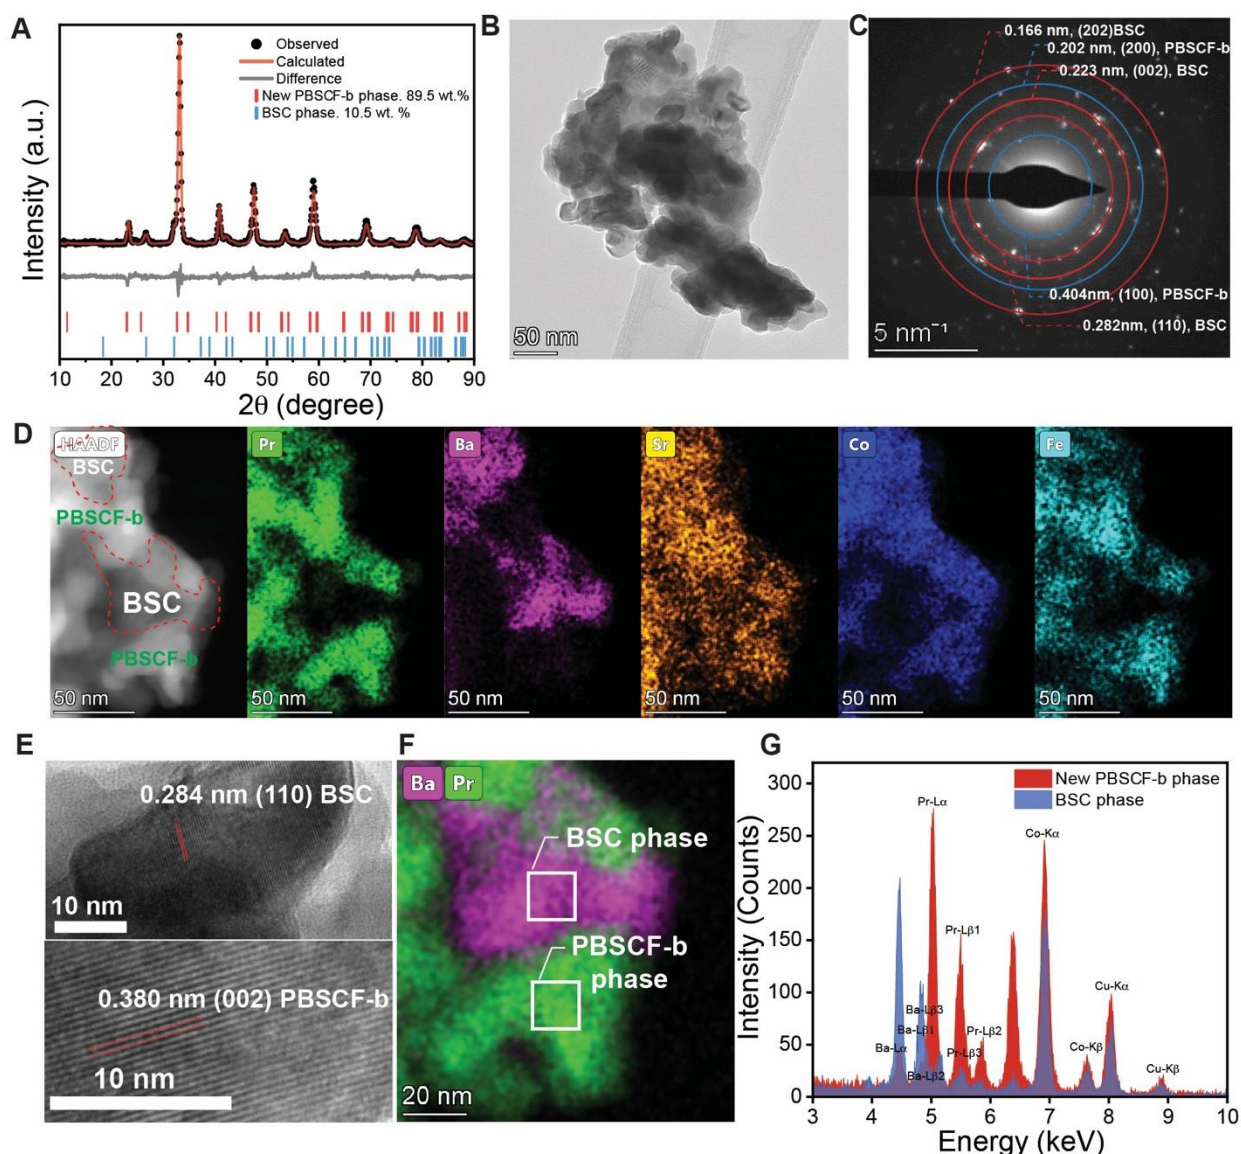 A
Observed
Calculated
Difference
New PBSCF-b phase. 89.5 wt.%
BSC phase. 10.5 wt. %
Intensity (a.u.)
10 20 30 40 50 60 70 80 90
2θ (degree)
B
50 nm
C
0.166 nm, (202)BSC
0.202 nm, (200), PBSCF-b
0.223 nm, (002), BSC
0.404nm, (100), PBSCF-b
0.282nm, (110), BSC
5 nm⁻¹
D
HAADF
BSC
PBSCF-b
BSC
PBSCF-b
50 nm
Pr
50 nm
Ba
50 nm
Sr
50 nm
Co
50 nm
Fe
50 nm
E
0.284 nm (110) BSC
10 nm
0.380 nm (002) PBSCF-b
10 nm
F
Ba Pr
BSC phase
PBSCF-b
phase
20 nm
G
New PBSCF-b phase
BSC phase
Intensity (Counts)
300
250
200
150
100
50
0
Pr-Lα
Co-Kα
Pr-Lβ1
Cu-Kα
Ba-Lβ3
Ba-Lβ1
Pr-Lβ2
Ba-Lα
Pr-Lβ3
Co-Kβ
Ba-Lβ2
Cu-Kβ
3 4 5 6 7 8 9 10
Energy (keV)